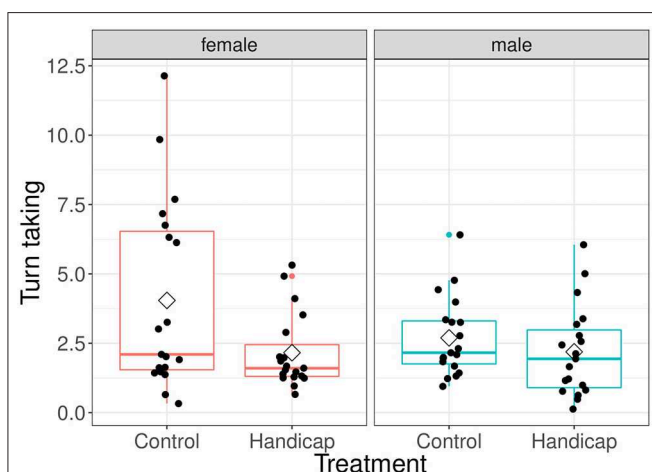 female male
12.5
10.0
7.5
5.0
2.5
0.0
Turn taking
Control Handicap Control Handicap
Treatment